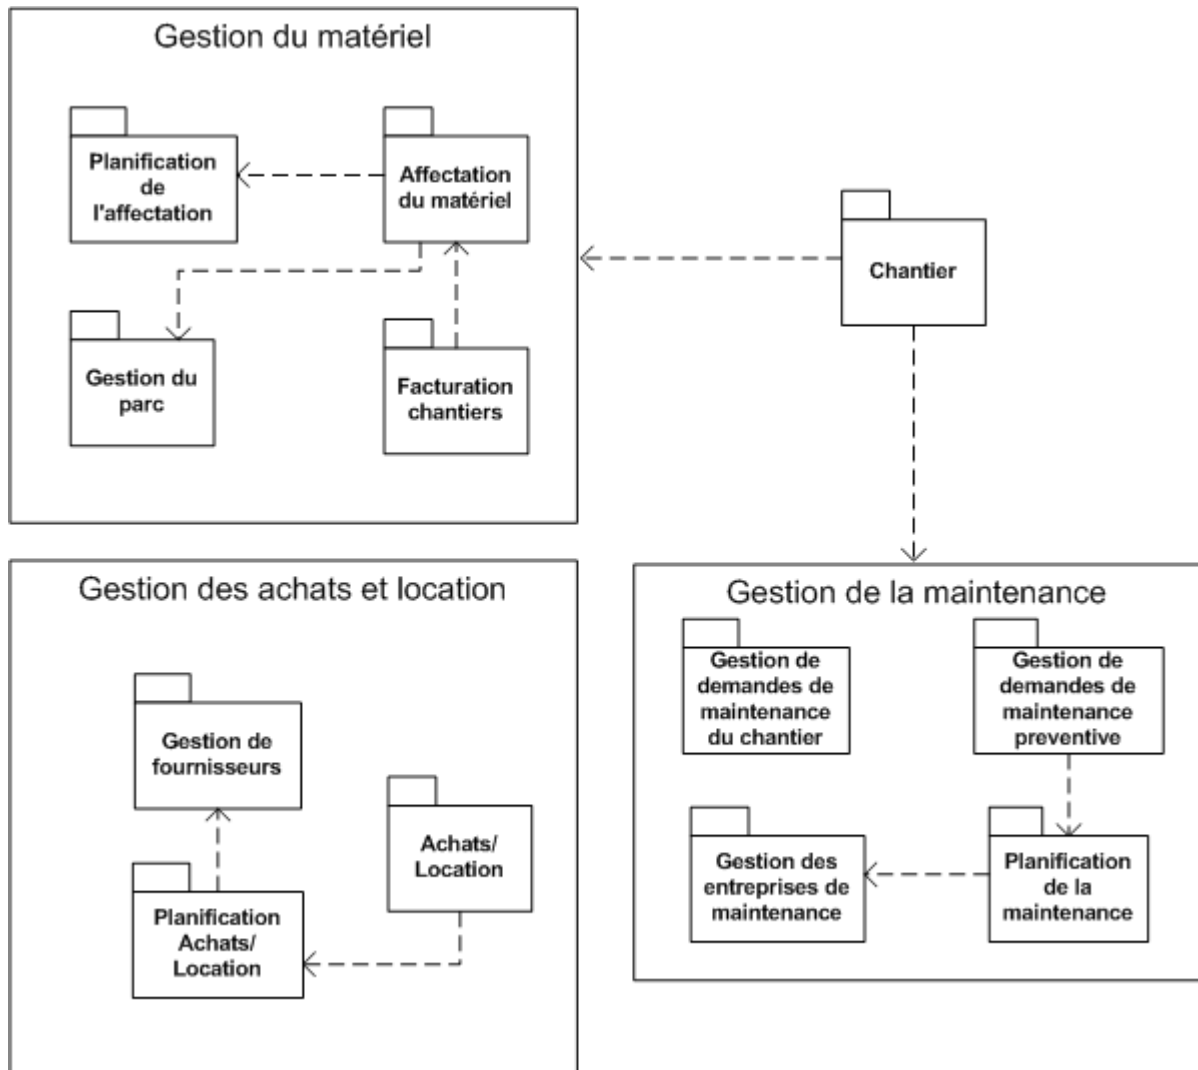 Gestion du matériel
Planification
de
l'affectation
Affectation
du matériel
Chantier
Gestion du
parc
Facturation
chantiers
Gestion des achats et location
Gestion de
fournisseurs
Achats/
Location
Planification
Achats/
Location
Gestion de la maintenance
Gestion de
demandes de
maintenance
du chantier
Gestion de
demandes de
maintenance
preventive
Gestion des
entreprises de
maintenance
Planification
de la
maintenance